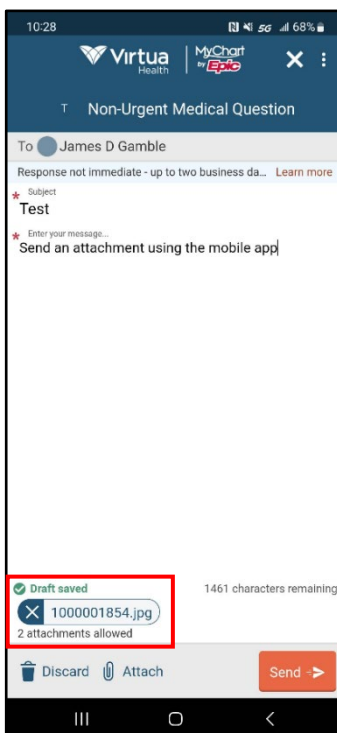 10:28 5G 68%
Virtua Health MyChart by Epic
T Non-Urgent Medical Question
To James D Gamble
Response not immediate - up to two business da... Learn more
* Subject
Test
* Enter your message...
Send an attachment using the mobile app
Draft saved 1461 characters remaining
1000001854.jpg
2 attachments allowed
Discard Attach Send